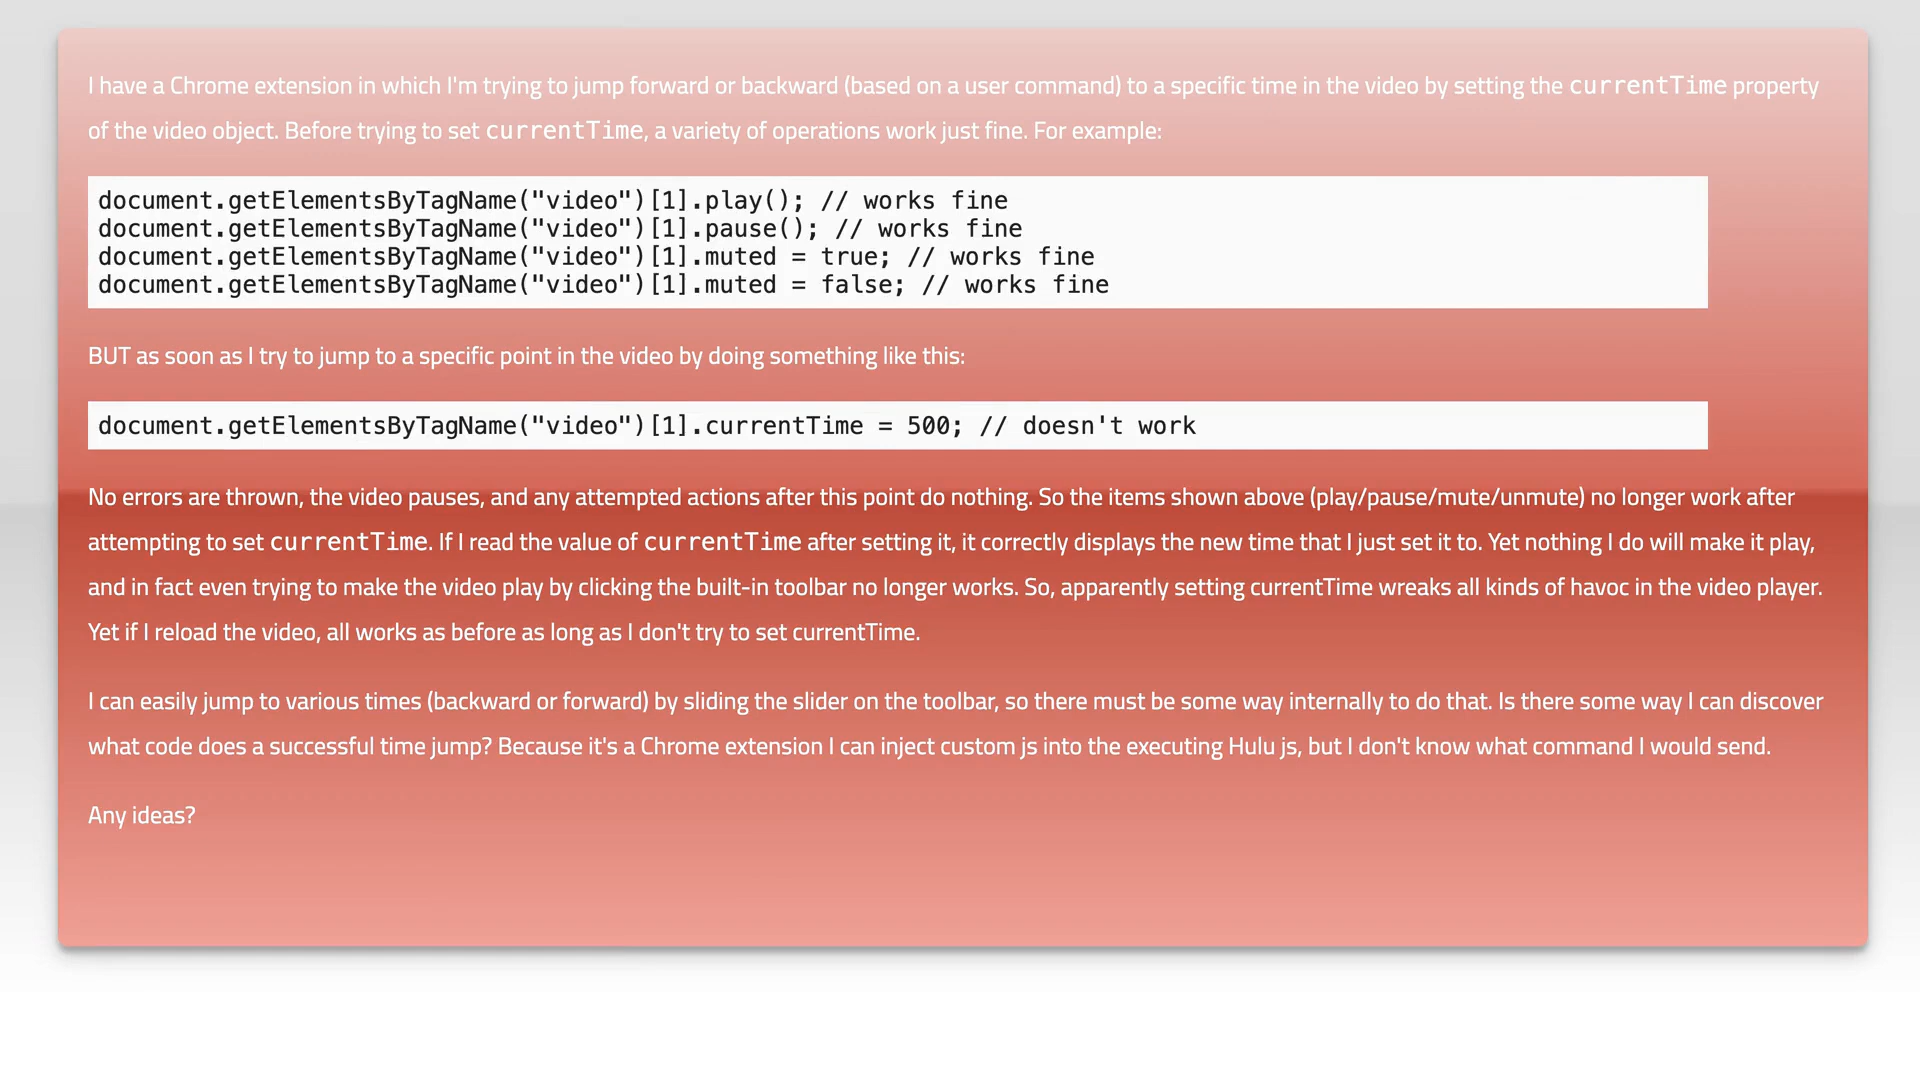 I have a Chrome extension in which I'm trying to jump forward or backward (based on a user command) to a specific time in the video by setting the currentTime property
of the video object. Before trying to set currentTime, a variety of operations work just fine. For example:
document.getElementsByTagName("video")[1].play(); // works fine
document.getElementsByTagName("video")[1].pause(); // works fine
document.getElementsByTagName("video")[1].muted = true; // works fine
document.getElementsByTagName("video")[1].muted = false; // works fine
BUT as soon as I try to jump to a specific point in the video by doing something like this:
document.getElementsByTagName("video")[1].currentTime = 500; // doesn't work
No errors are thrown, the video pauses, and any attempted actions after this point do nothing. So the items shown above (play/pause/mute/unmute) no longer work after
attempting to set currentTime. If I read the value of currentTime after setting it, it correctly displays the new time that I just set it to. Yet nothing I do will make it play,
and in fact even trying to make the video play by clicking the built-in toolbar no longer works. So, apparently setting currentTime wreaks all kinds of havoc in the video player.
Yet if I reload the video, all works as before as long as I don't try to set currentTime.
I can easily jump to various times (backward or forward) by sliding the slider on the toolbar, so there must be some way internally to do that. Is there some way I can discover
what code does a successful time jump? Because it's a Chrome extension I can inject custom js into the executing Hulu js, but I don't know what command I would send.
Any ideas?